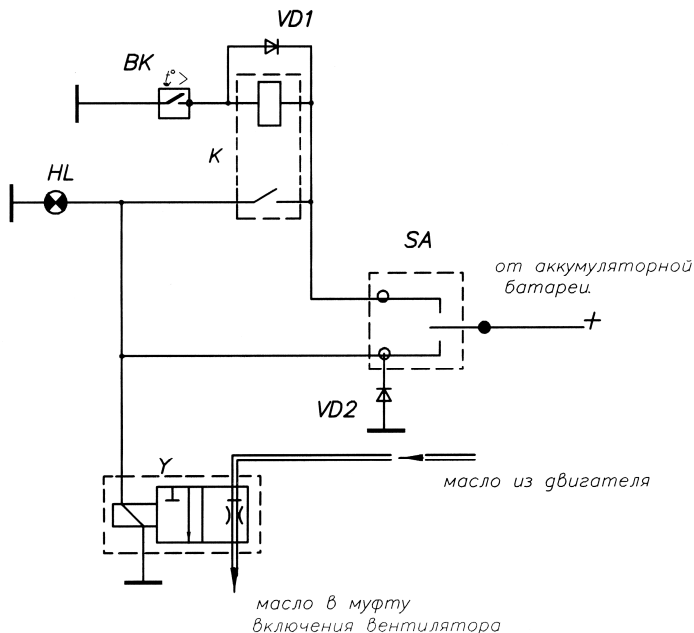 VD1
BK
t°>
K
HL
SA
от аккумуляторной
батареи.
+
VD2
Y
масло из двигателя
масло в муфту
включения вентилятора